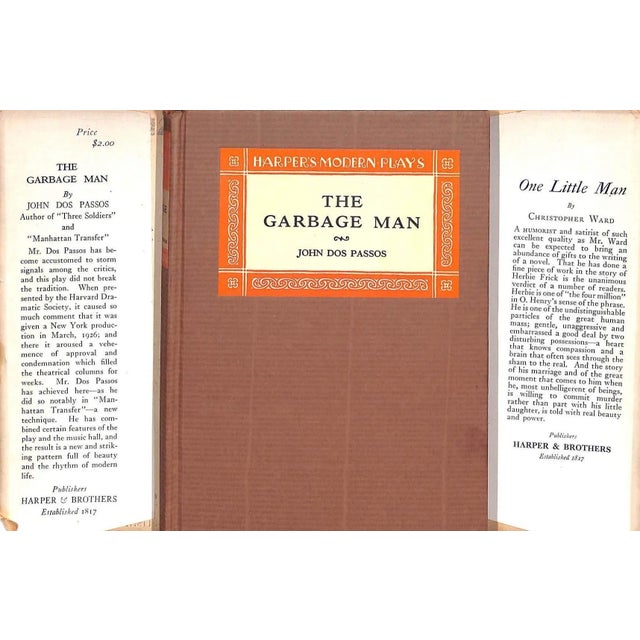 Price
$2.00
THE
GARBAGE MAN
By
JOHN DOS PASSOS
Author of "Three Soldiers"
and
"Manhattan Transfer"
Mr. Dos Passos has be-
come accustomed to storm
signals among the critics,
and this play did not break
the tradition. When pre-
sented by the Harvard Dra-
matic Society, it caused so
much comment that it was
given a New York produc-
tion in March, 1926; and
there it aroused a vehe-
mence of approval and
condemnation which filled
the theatrical columns for
weeks. Mr. Dos Passos
has achieved here—as he
did so notably in "Man-
hattan Transfer"—a new
technique. He has com-
bined certain features of the
play and the music hall, and
the result is a new and strik-
ing pattern full of beauty
and the rhythm of modern
life.
Publishers
HARPER & BROTHERS
Established 1817
HARPER'S MODERN PLAYS
THE
GARBAGE MAN
JOHN DOS PASSOS
One Little Man
By
CHRISTOPHER WARD
A HUMORIST and satirist of such
excellent quality as Mr. Ward
can be expected to bring an
abundance of gifts to the writing
of a novel. That he has done a
fine piece of work in the story of
Herbie Frick is the unanimous
verdict of a number of readers.
Herbie is one of "the four million"
in O. Henry's sense of the phrase.
He is one of the undistinguishable
particles of the great human
mass; gentle, unaggressive and
embarrassed a good deal by two
disturbing possessions—a heart
that knows compassion and a
brain that often sees through the
sham to the real. And the story
of his marriage and of the great
moment that comes to him when
he, most unbelligerent of beings,
is willing to commit murder
rather than part with his little
daughter, is told with real beauty
and power.
Publishers
HARPER & BROTHERS
Established 1817